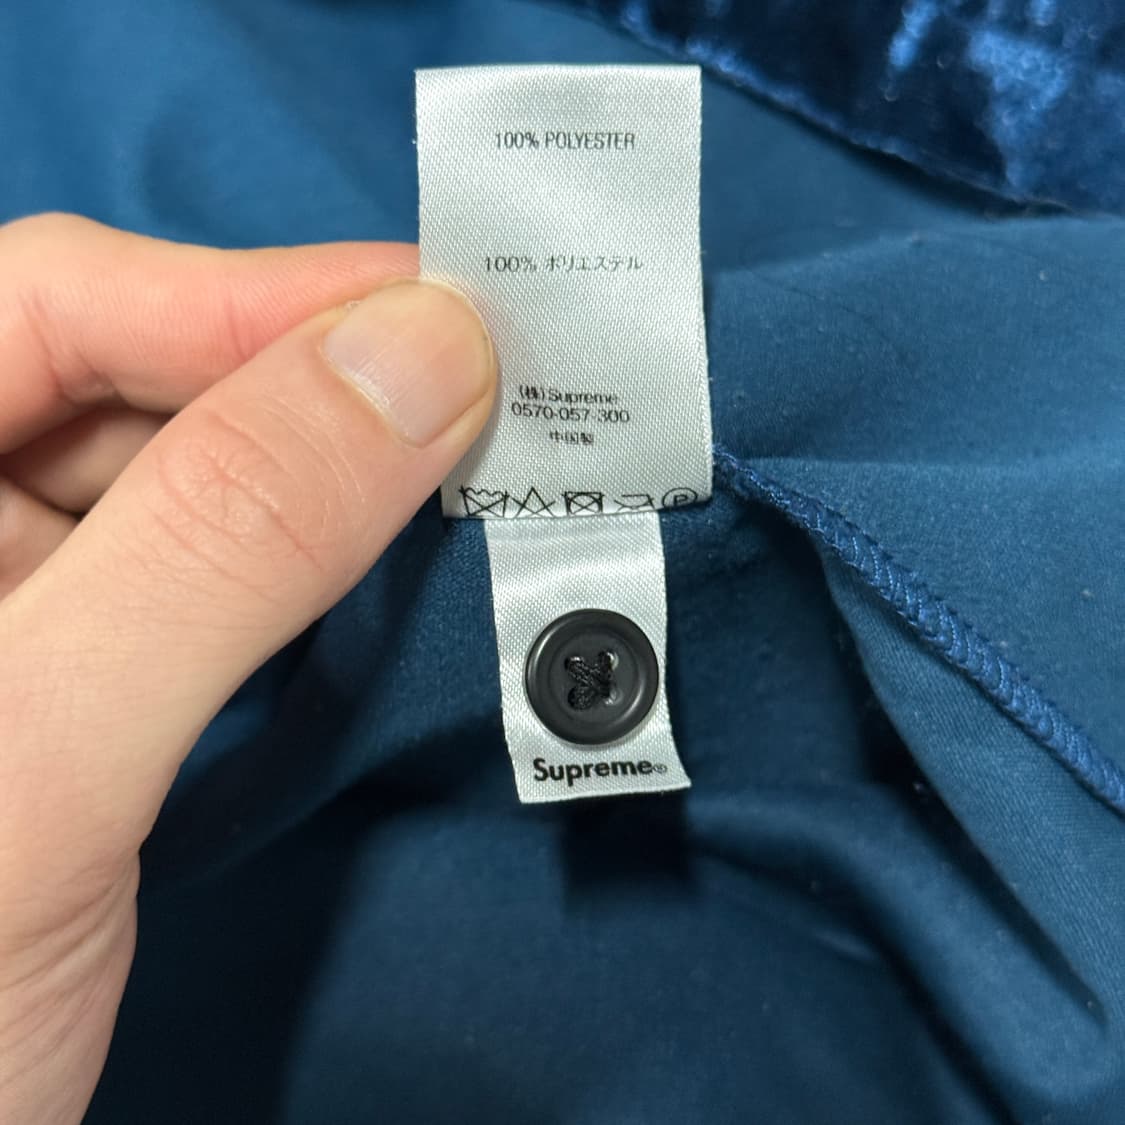 100% POLYESTER
100% ポリエステル
(株)Supreme
0570-057-300
中国製
P
Supreme®